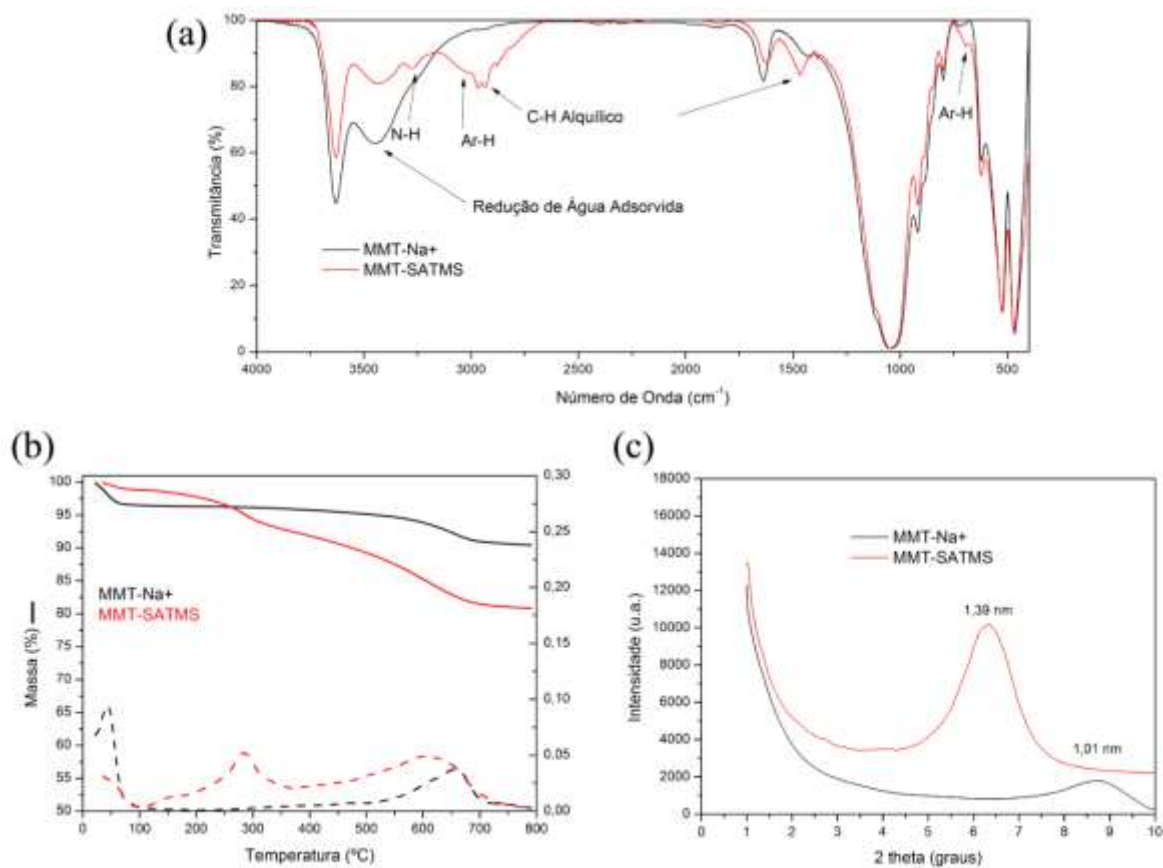 (a)
100
80
60
40
20
0
Transmitância (%)
N-H
Ar-H
C-H Alquílico
Ar-H
Redução de Água Adsorvida
MMT-Na+
MMT-SATMS
4000 3500 3000 2500 2000 1500 1000 500
Número de Onda (cm⁻¹)
(b)
100
95
90
85
80
75
70
65
60
55
50
Massa (%)
0,30
0,25
0,20
0,15
0,10
0,05
0,00
MMT-Na+
MMT-SATMS
0 100 200 300 400 500 600 700 800
Temperatura (ºC)
(c)
18000
16000
14000
12000
10000
8000
6000
4000
2000
0
Intensidade (u.a.)
MMT-Na+
MMT-SATMS
1,39 nm
1,01 nm
0 1 2 3 4 5 6 7 8 9 10
2 theta (graus)